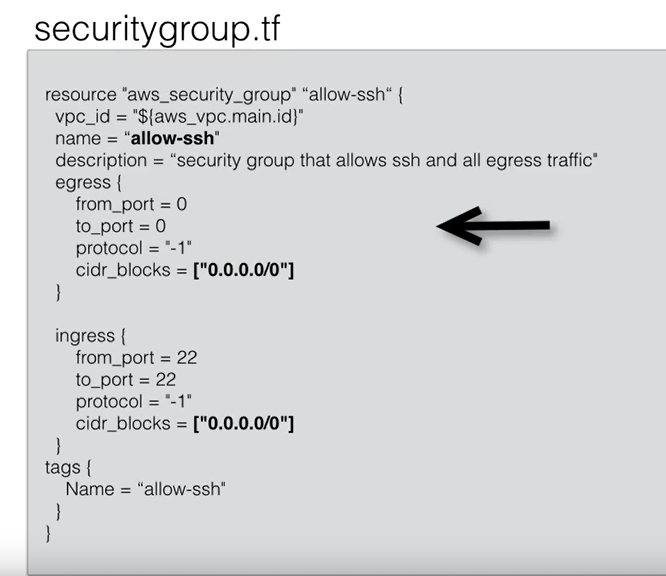 securitygroup.tf
resource "aws_security_group" “allow-ssh“ {
vpc_id = "${aws_vpc.main.id}"
name = “allow-ssh"
description = “security group that allows ssh and all egress traffic"
egress {
from_port = 0
to_port = 0
protocol = "-1"
cidr_blocks = ["0.0.0.0/0"]
}
ingress {
from_port = 22
to_port = 22
protocol = "-1"
cidr_blocks = ["0.0.0.0/0"]
}
tags {
Name = “allow-ssh"
}
}